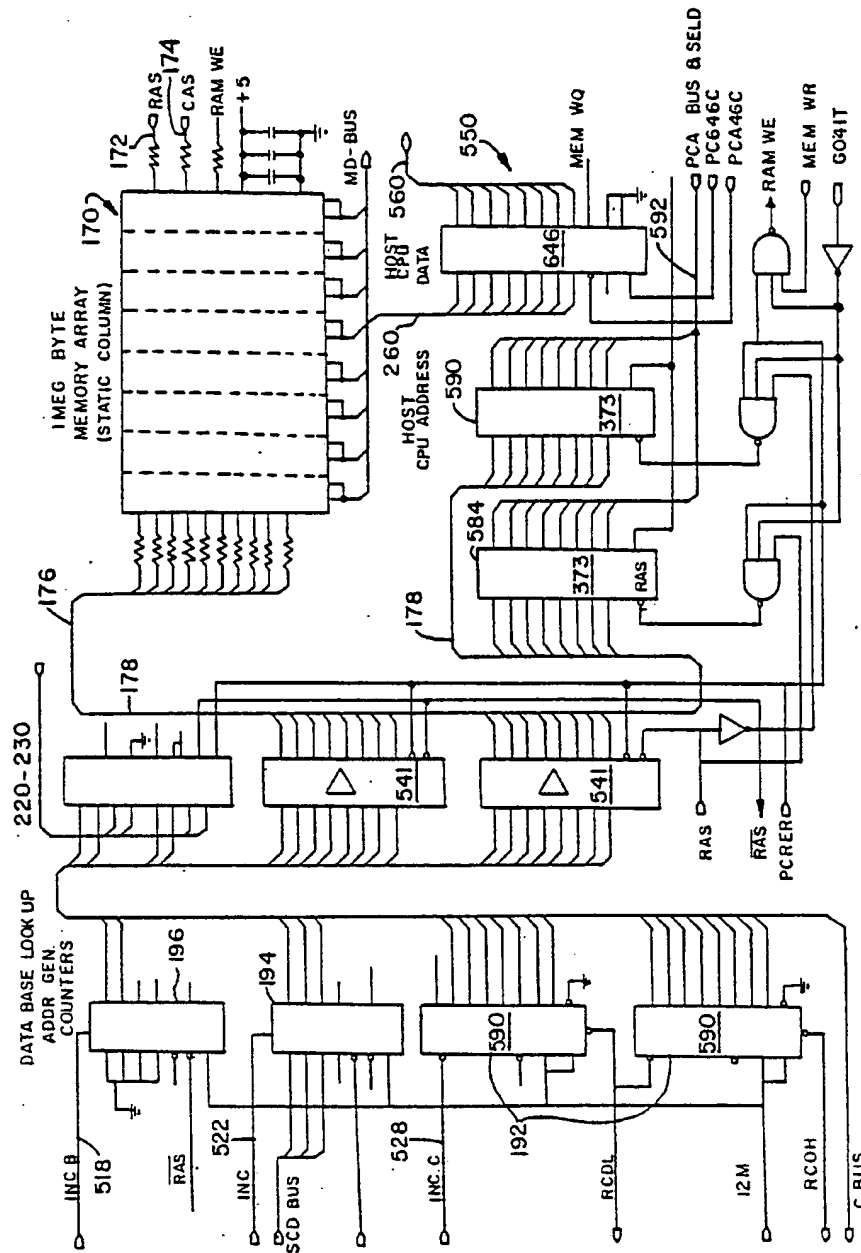 172
RAS
174
CAS
RAM WE
+5
170
1 MEG BYTE
MEMORY ARRAY
(STATIC COLUMN)
MD-BUS
176
178
220-230
560
550
HOST
CPU
DATA
646
MEM WQ
260
592
PCA BUS & SELD
PC646C
PCA46C
HOST
CPU ADDRESS
590
373
584
373
RAS
178
RAM WE
MEM WR
G041T
541
541
RAS
RAS
PCRER
DATA BASE LOOK UP
ADDR GEN.
COUNTERS
196
194
590
590
192
INC B
518
RAS
INC
522
SCD BUS
INC. C
528
RCDL
12M
RCOH
C BUS